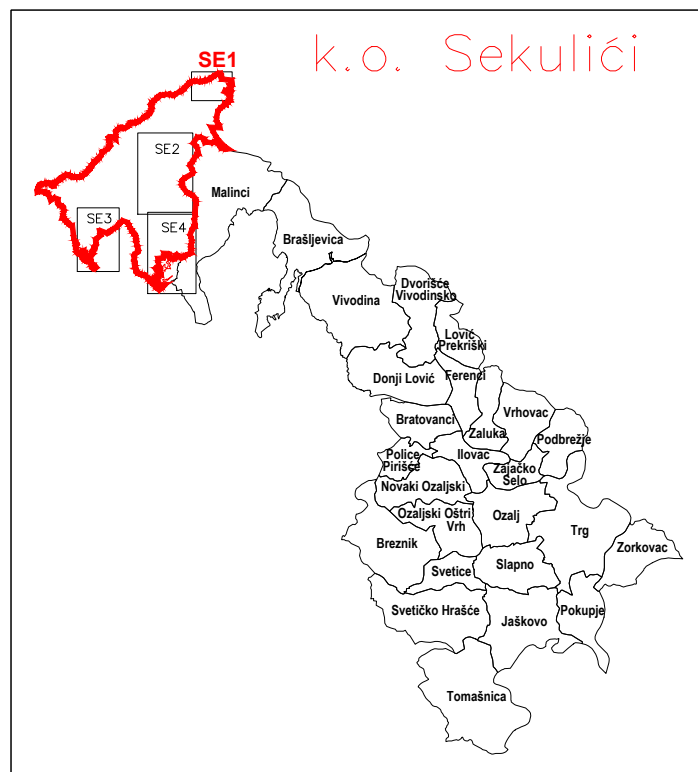 SE1
k.o. Sekulići
SE2
Malinci
SE3
SE4
Brašljevica
Dvorišće
Vivodinsko
Vivodina
Lović
Prekriški
Donji Lović
Ferenci
Vrhovac
Bratovanci
Zaluka
Podbrežje
Police
Pirišće
Ilovac
Zajačko
Selo
Novaki Ozaljski
Ozaljski Oštri
Vrh
Ozalj
Trg
Breznik
Zorkovac
Svetice
Slapno
Svetičko Hrašće
Jaškovo
Pokupje
Tomašnica